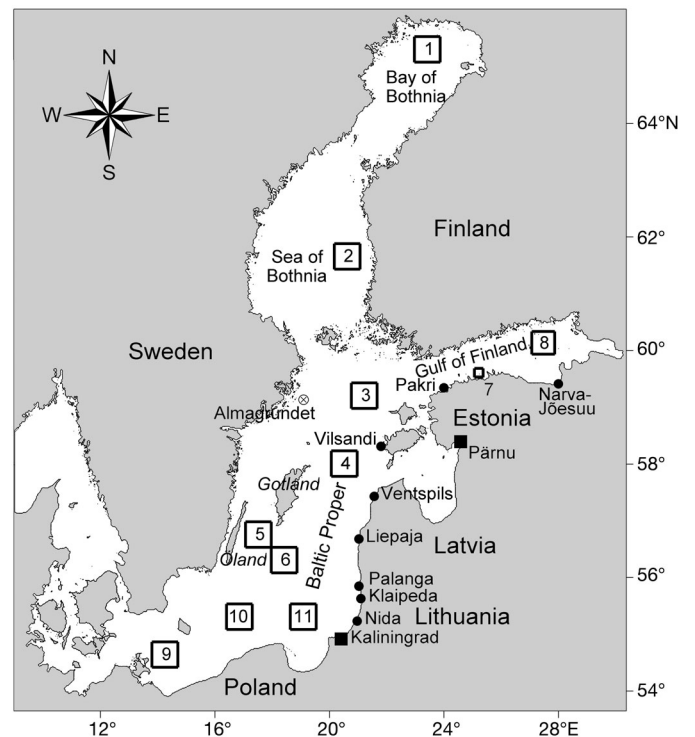 N
W
E
S
1
Bay of
Bothnia
64°N
Finland
62°
Sea of
Bothnia
2
Sweden
Gulf of Finland
8
60°
Pakri
7
Narva-
Jõesuu
3
Almagrundet
Estonia
Vilsandi
Pärnu
4
58°
Gotland
Baltic Proper
Ventspils
5
Liepaja
Latvia
Öland
6
56°
Palanga
Klaipeda
10
11
Nida
Lithuania
Kaliningrad
9
Poland
54°
12°
16°
20°
24°
28°E